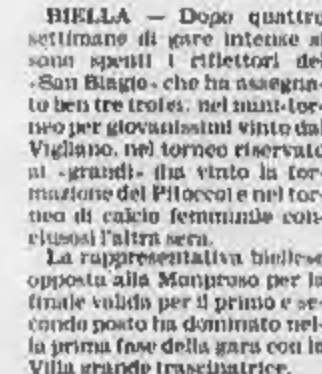 BIELLA — Dopo quattro
settimane di gare intense si
sono spenti i riflettori del
«San Biagio» che ha assegna-
to ben tre trofei: nel mini-tor-
neo per giovanissimi vinto dal
Vigliano, nel torneo riservato
ai «grandi» (ha vinto la for-
mazione del Piloccol e nel tor-
neo di calcio femminile con-
clusosi l'altra sera.
La rappresentativa biellese
opposta alla Monproso per la
finale valida per il primo e se-
condo posto ha dominato nel-
la prima fase della gara con la
Villa grande trascinatrice.